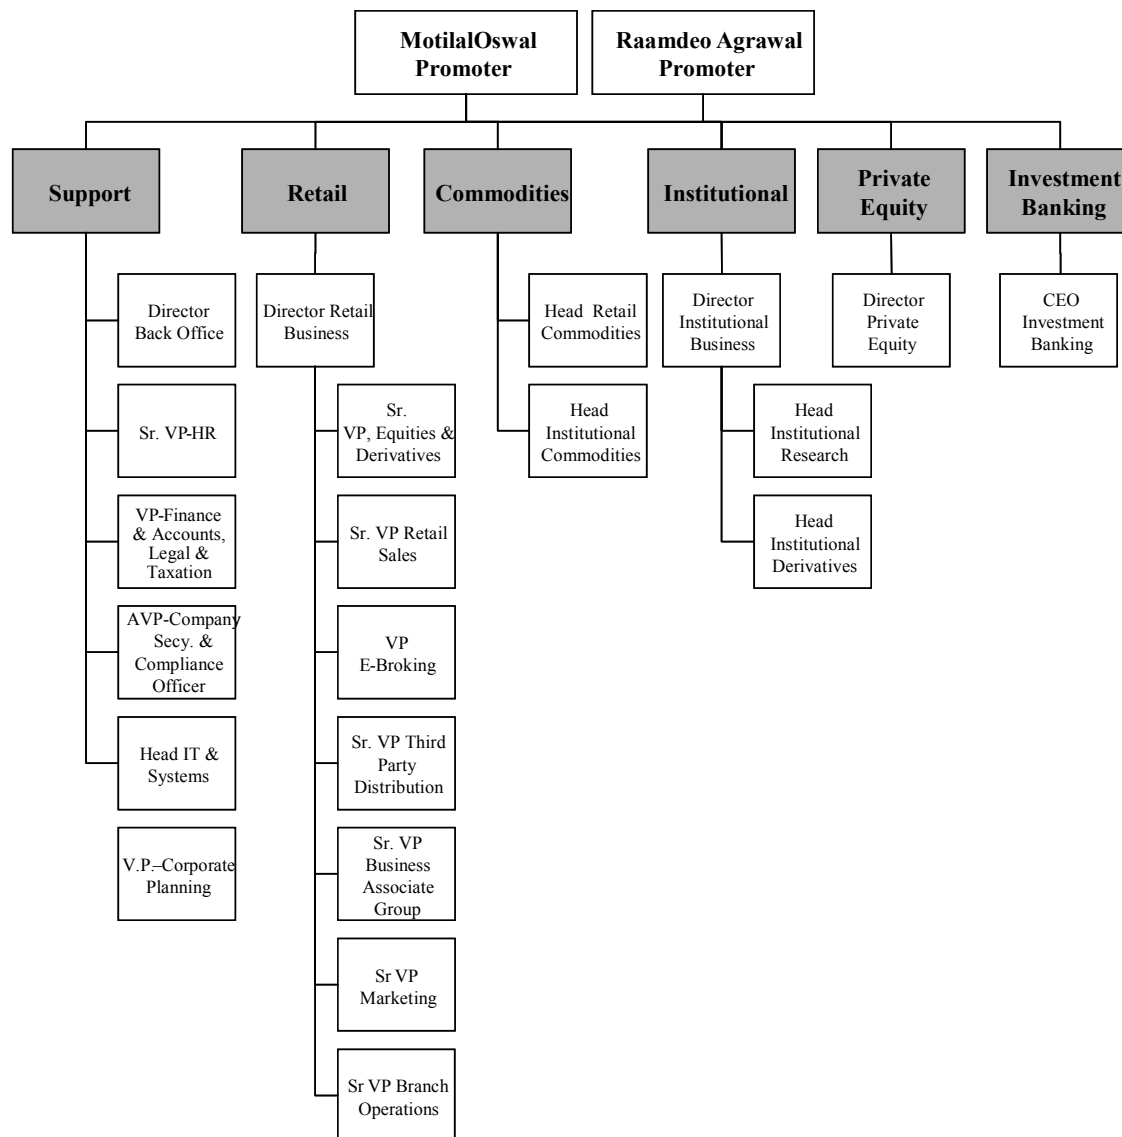 MotilalOswal
Promoter
Raamdeo Agrawal
Promoter
Support
Retail
Commodities
Institutional
Private
Equity
Investment
Banking
Director
Back Office
Sr. VP-HR
VP-Finance
& Accounts,
Legal &
Taxation
AVP-Company
Secy. &
Compliance
Officer
Head IT &
Systems
V.P.–Corporate
Planning
Director Retail
Business
Sr.
VP, Equities &
Derivatives
Sr. VP Retail
Sales
VP
E-Broking
Sr. VP Third
Party
Distribution
Sr. VP
Business
Associate
Group
Sr VP
Marketing
Sr VP Branch
Operations
Head Retail
Commodities
Head
Institutional
Commodities
Director
Institutional
Business
Head
Institutional
Research
Head
Institutional
Derivatives
Director
Private
Equity
CEO
Investment
Banking